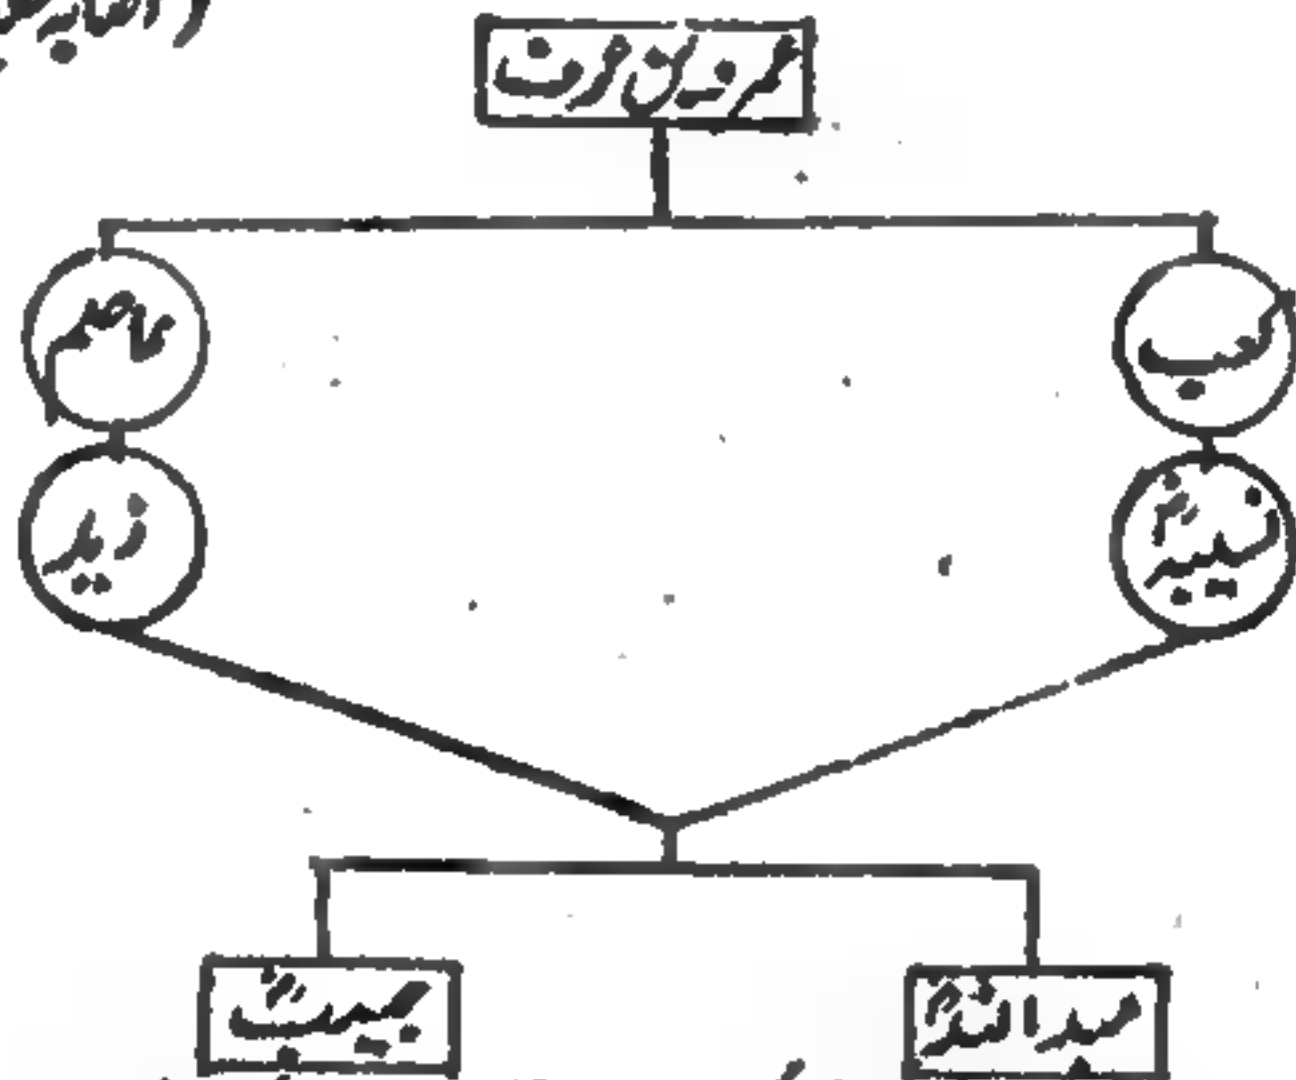 عمرو بن عوف
کعب
عاصم
نسیبہؓ
زید
عبداللہؓ
حبیبؓ